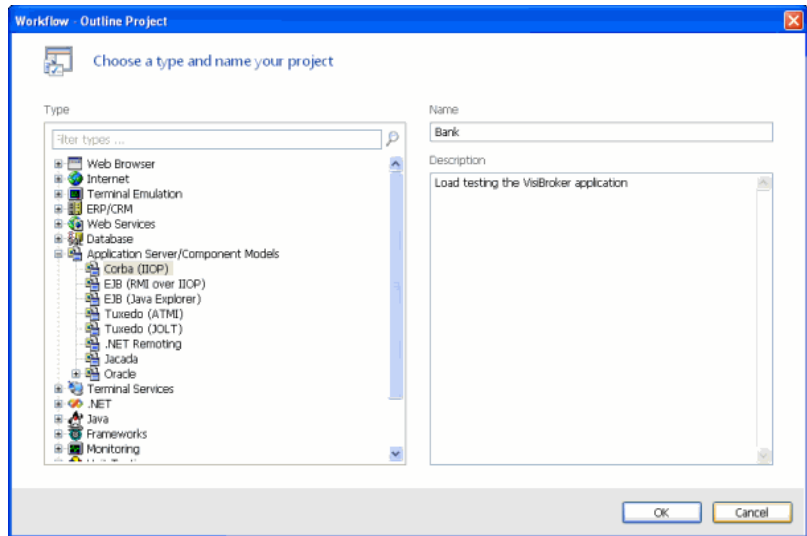 Workflow - Outline Project
Choose a type and name your project
Type
Filter types ...
Web Browser
Internet
Terminal Emulation
ERP/CRM
Web Services
Database
Application Server/Component Models
Corba (IIOP)
EJB (RMI over IIOP)
EJB (Java Explorer)
Tuxedo (ATMI)
Tuxedo (JOLT)
.NET Remoting
Jacada
Oracle
Terminal Services
.NET
Java
Frameworks
Monitoring
Name
Bank
Description
Load testing the VisiBroker application
OK
Cancel